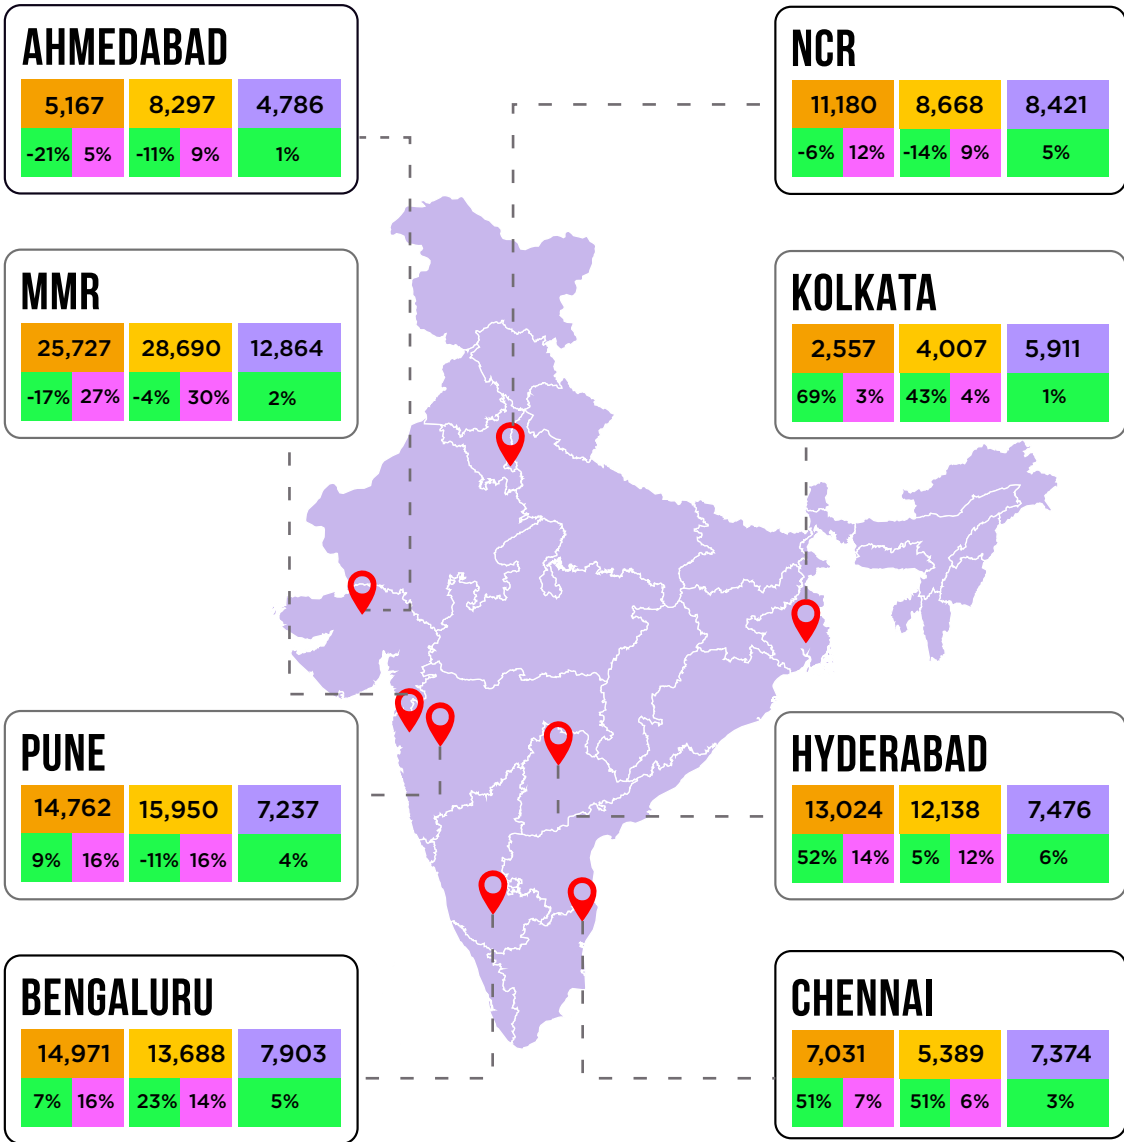 AHMEDABAD
5,167 8,297 4,786
-21% 5% -11% 9% 1%
NCR
11,180 8,668 8,421
-6% 12% -14% 9% 5%
MMR
25,727 28,690 12,864
-17% 27% -4% 30% 2%
KOLKATA
2,557 4,007 5,911
69% 3% 43% 4% 1%
PUNE
14,762 15,950 7,237
9% 16% -11% 16% 4%
HYDERABAD
13,024 12,138 7,476
52% 14% 5% 12% 6%
BENGALURU
14,971 13,688 7,903
7% 16% 23% 14% 5%
CHENNAI
7,031 5,389 7,374
51% 7% 51% 6% 3%